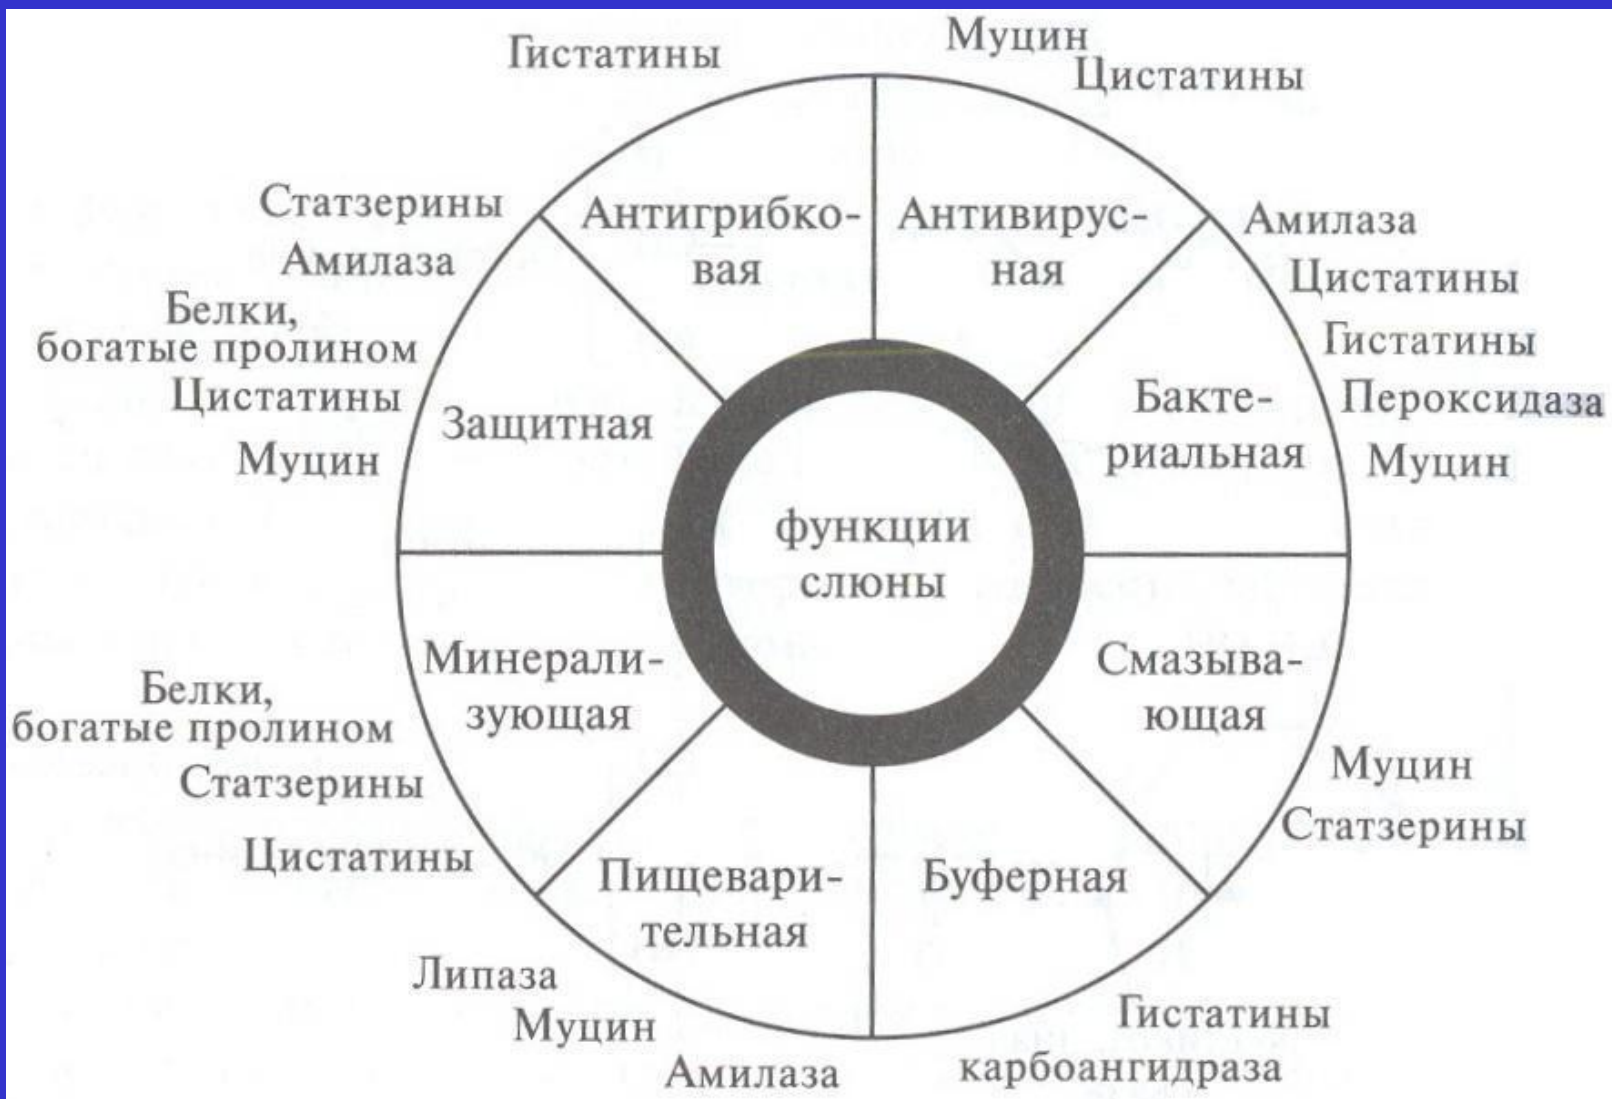 Гистатины
Муцин
Цистатины
Статзерины
Амилаза
Белки,
богатые пролином
Цистатины
Муцин
Антигрибко-
вая
Антивирус-
ная
Амилаза
Цистатины
Гистатины
Пероксидаза
Муцин
Защитная
Бакте-
риальная
функции
слюны
Минерали-
зующая
Смазыва-
ющая
Белки,
богатые пролином
Статзерины
Цистатины
Муцин
Статзерины
Пищевари-
тельная
Буферная
Липаза
Муцин
Амилаза
Гистатины
карбоангидраза